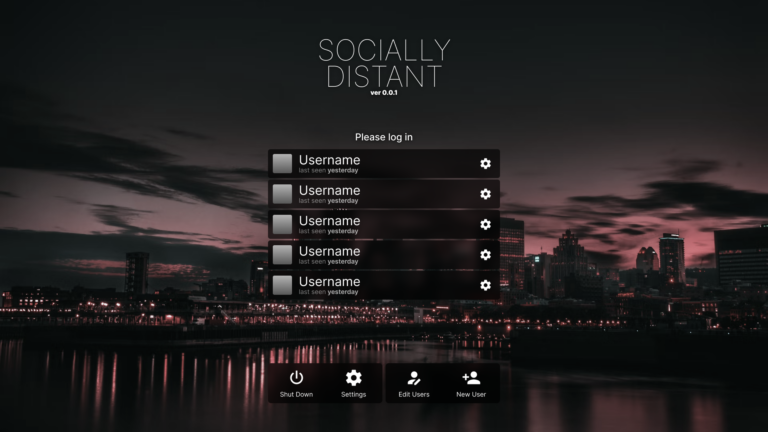 SOCIALLY
DISTANT
ver 0.0.1
Please log in
Username
last seen yesterday
Username
last seen yesterday
Username
last seen yesterday
Username
last seen yesterday
Username
last seen yesterday
Shut Down
Settings
Edit Users
New User